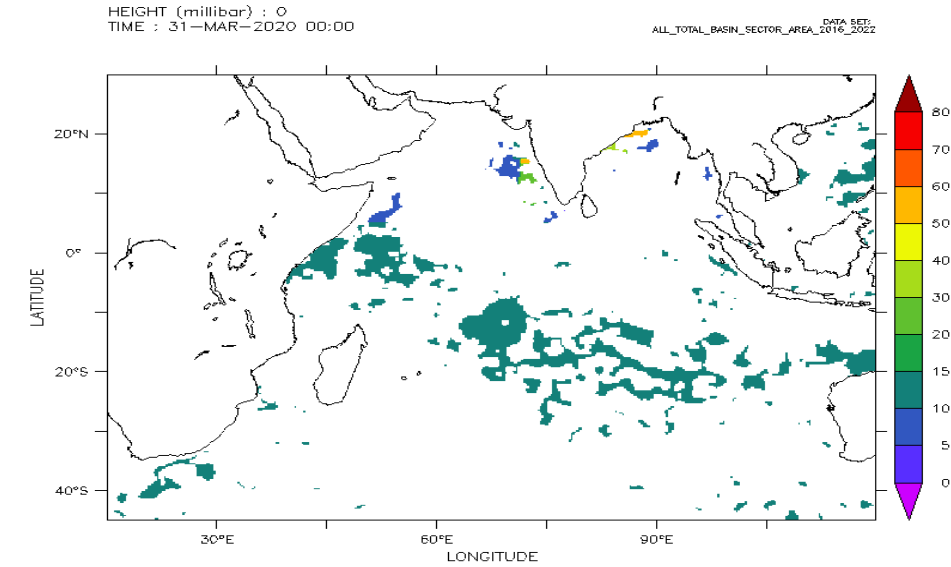 HEIGHT (millibar) : 0
TIME : 31-MAR-2020 00:00
DATA SET:
ALL_TOTAL_BASIN_SECTOR_AREA_2016_2022
80
70
60
50
40
30
20
15
10
5
0
20°N
0°
20°S
40°S
LATITUDE
30°E
60°E
90°E
LONGITUDE